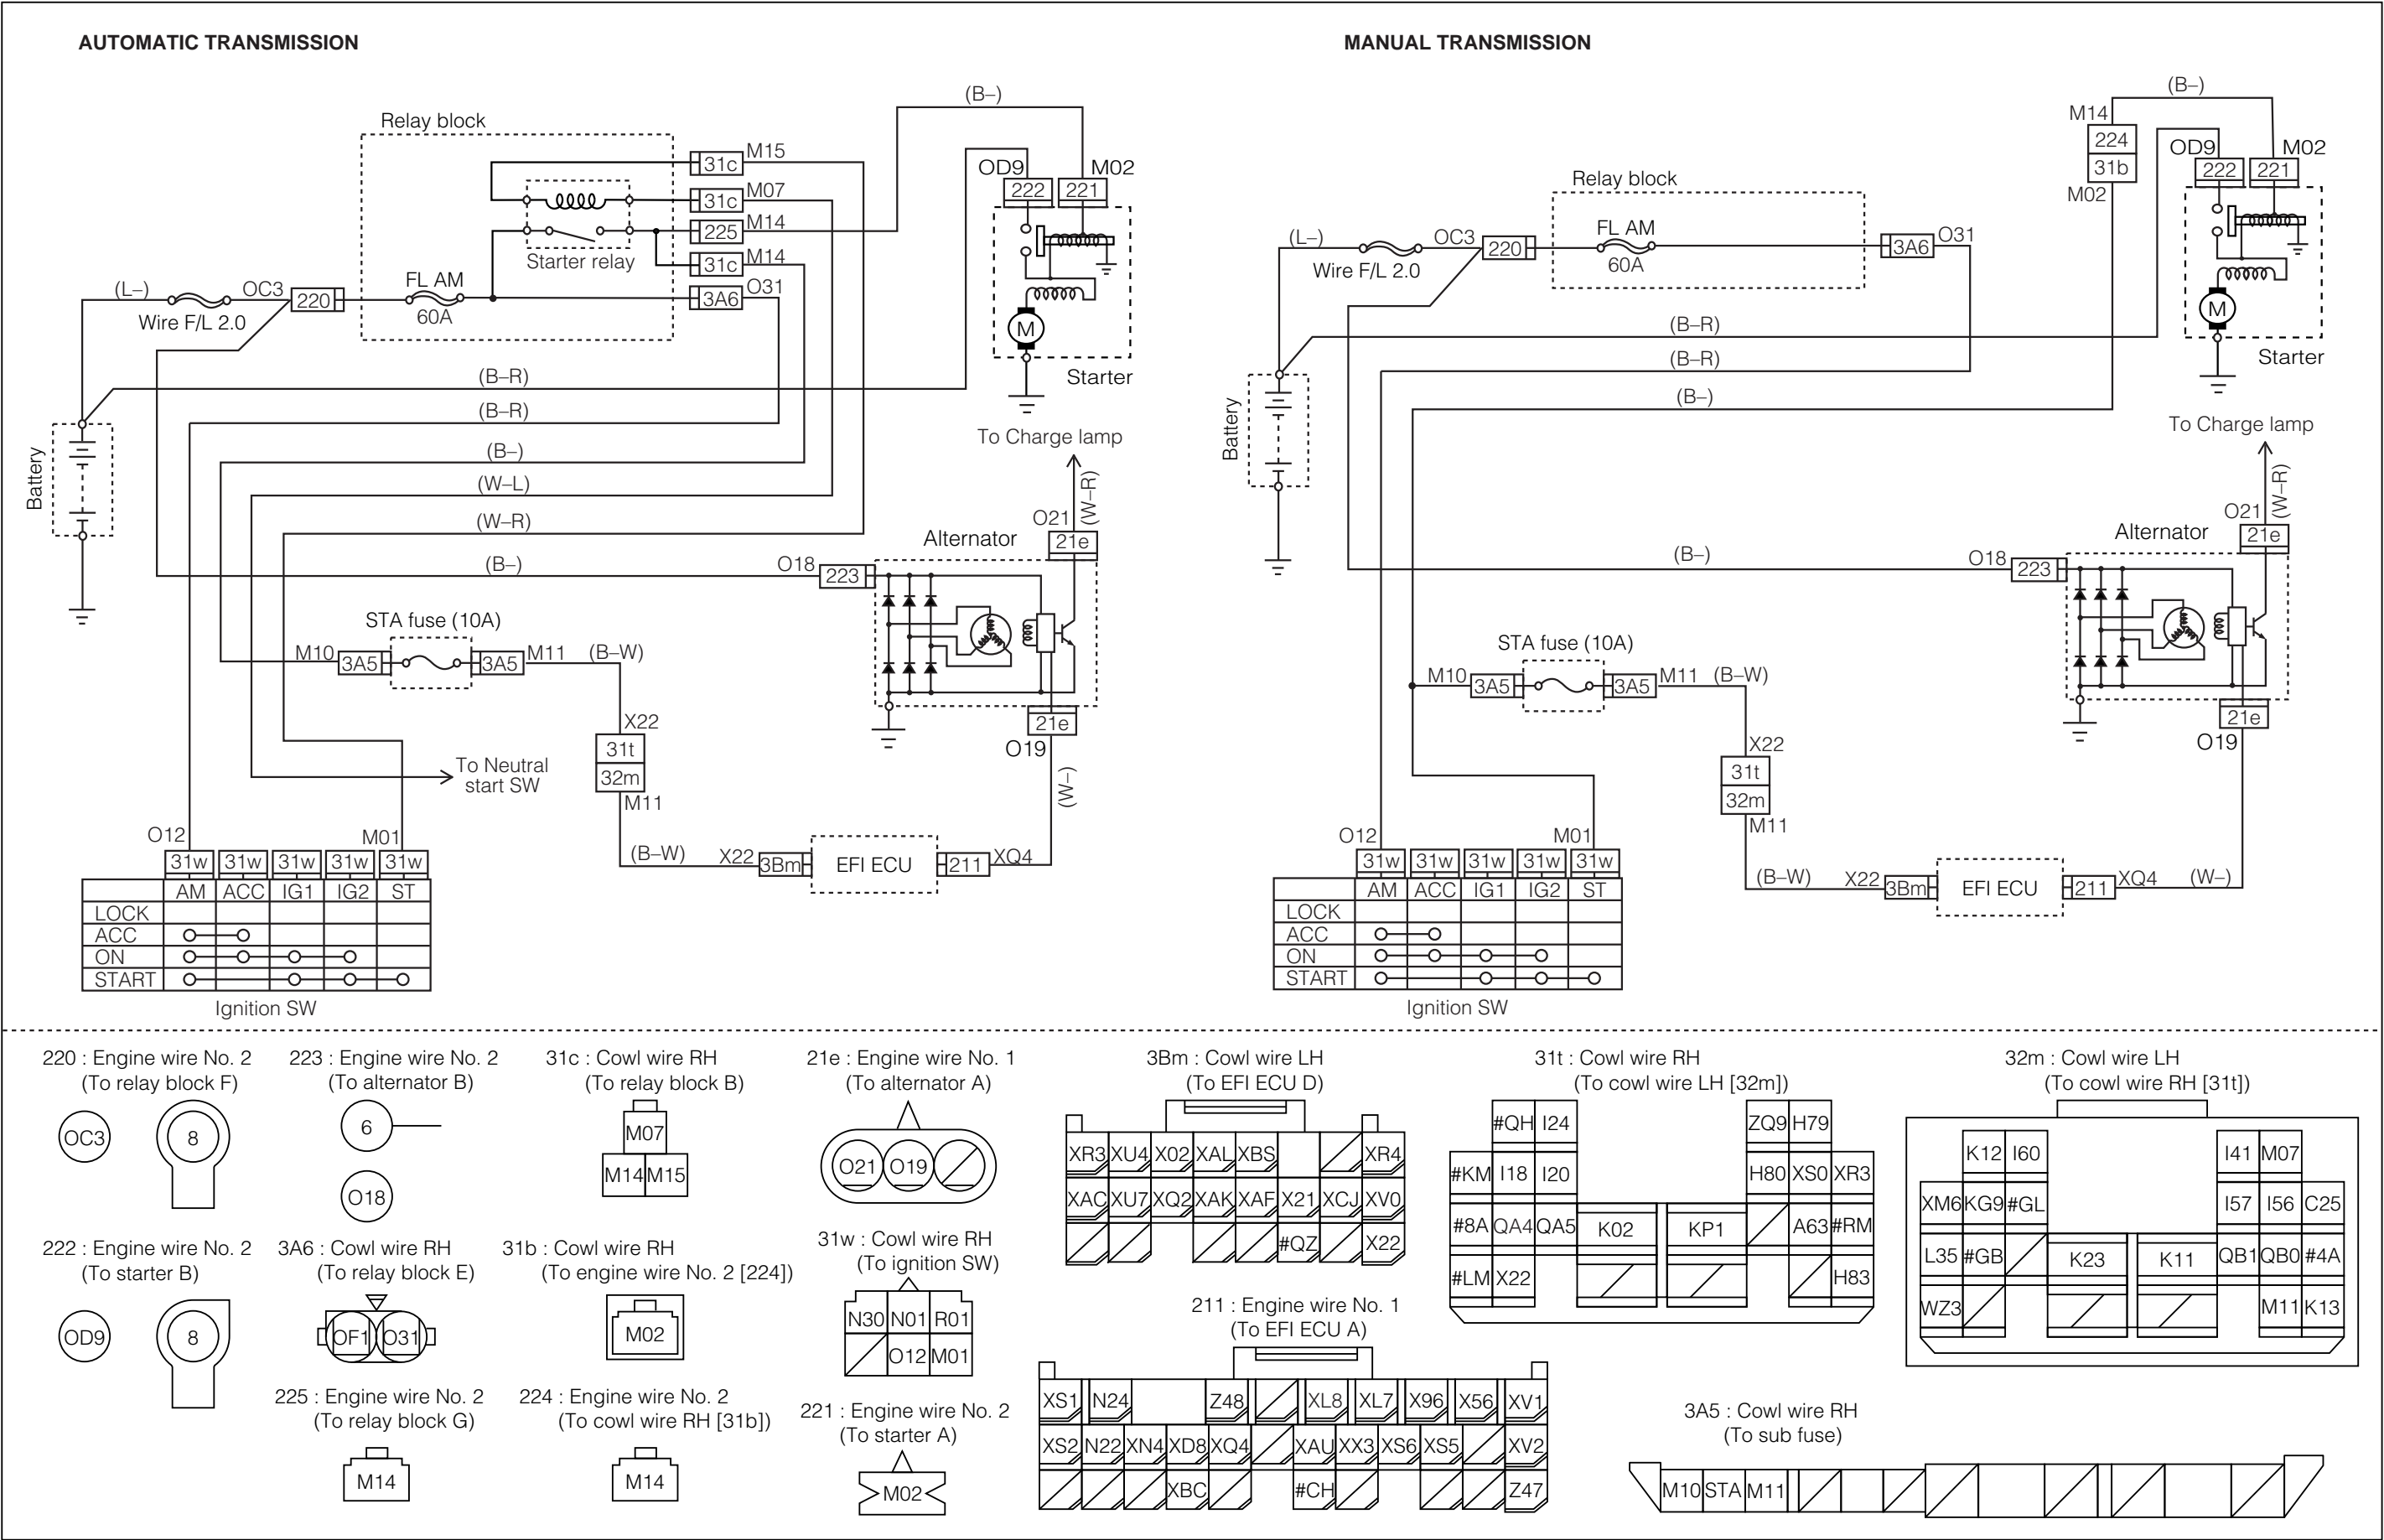 AUTOMATIC TRANSMISSION
MANUAL TRANSMISSION
(B–)
Relay block
31c M15
31c M07
225 M14
31c M14
3A6 O31
Starter relay
FL AM
60A
(L–)
Wire F/L 2.0
OC3
220
OD9
M02
222
221
M
Starter
(B–R)
(B–R)
(B–)
(W–L)
(W–R)
(B–)
Battery
To Charge lamp
(W–R)
O21
21e
Alternator
O18
223
21e
O19
(W–)
STA fuse (10A)
M10
3A5
3A5
M11
(B–W)
X22
31t
32m
M11
To Neutral
start SW
(B–W)
X22
3Bm
EFI ECU
211
XQ4
O12
M01
31w 31w 31w 31w 31w
AM ACC IG1 IG2 ST
LOCK
ACC
ON
START
Ignition SW
(B–)
M14
224
31b
M02
OD9
M02
222
221
M
Starter
Relay block
FL AM
60A
3A6
O31
(L–)
Wire F/L 2.0
OC3
220
(B–R)
(B–R)
(B–)
Battery
To Charge lamp
(W–R)
O21
21e
Alternator
(B–)
O18
223
21e
O19
STA fuse (10A)
M10
3A5
3A5
M11
(B–W)
X22
31t
32m
M11
(B–W)
X22
3Bm
EFI ECU
211
XQ4
(W–)
O12
M01
31w 31w 31w 31w 31w
AM ACC IG1 IG2 ST
LOCK
ACC
ON
START
Ignition SW
220 : Engine wire No. 2
(To relay block F)
OC3
8
223 : Engine wire No. 2
(To alternator B)
6
O18
31c : Cowl wire RH
(To relay block B)
M07
M14 M15
21e : Engine wire No. 1
(To alternator A)
O21 O19
3Bm : Cowl wire LH
(To EFI ECU D)
XR3 XU4 X02 XAL XBS XR4
XAC XU7 XQ2 XAK XAF X21 XCJ XV0
#QZ X22
31t : Cowl wire RH
(To cowl wire LH [32m])
#QH I24 ZQ9 H79
#KM I18 I20 H80 XS0 XR3
#8A QA4 QA5 K02 KP1 A63 #RM
#LM X22 H83
32m : Cowl wire LH
(To cowl wire RH [31t])
K12 I60 I41 M07
XM6 KG9 #GL I57 I56 C25
L35 #GB K23 K11 QB1 QB0 #4A
WZ3 M11 K13
222 : Engine wire No. 2
(To starter B)
OD9
8
3A6 : Cowl wire RH
(To relay block E)
OF1 O31
31b : Cowl wire RH
(To engine wire No. 2 [224])
M02
31w : Cowl wire RH
(To ignition SW)
N30 N01 R01
O12 M01
225 : Engine wire No. 2
(To relay block G)
M14
224 : Engine wire No. 2
(To cowl wire RH [31b])
M14
221 : Engine wire No. 2
(To starter A)
M02
211 : Engine wire No. 1
(To EFI ECU A)
XS1 N24 Z48 XL8 XL7 X96 X56 XV1
XS2 N22 XN4 XD8 XQ4 XAU XX3 XS6 XS5 XV2
XBC #CH Z47
3A5 : Cowl wire RH
(To sub fuse)
M10 STA M11